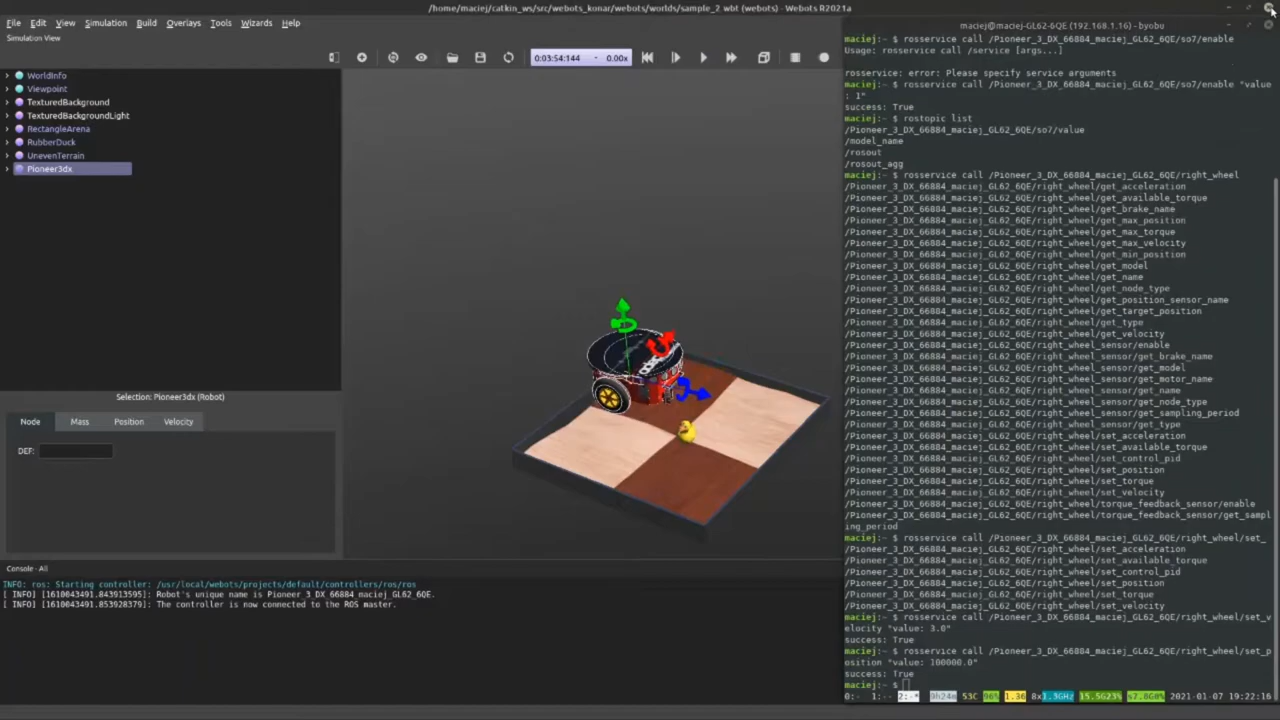 /home/maciej/catkin_ws/src/webots_konar/webots/worlds/sample_2 wbt (webots) - Webots R2021a
File Edit View Simulation Build Overlays Tools Wizards Help
Simulation View
0:03:54:144 - 0.00x
WorldInfo
Viewpoint
TexturedBackground
TexturedBackgroundLight
RectangleArena
RubberDuck
UnevenTerrain
Pioneer3dx
Selection: Pioneer3dx (Robot)
Node Mass Position Velocity
DEF:
Console - All
INFO: ros: Starting controller: /usr/local/webots/projects/default/controllers/ros/ros
[ INFO] [1610043491.843913595]: Robot's unique name is Pioneer_3_DX_66884_maciej_GL62_6QE.
[ INFO] [1610043491.853928379]: The controller is now connected to the ROS master.
maciej@maciej-GL62-6QE (192.168.1.16) - byobu
maciej:~ $ rosservice call /Pioneer_3_DX_66884_maciej_GL62_6QE/so7/enable
Usage: rosservice call /service [args...]
rosservice: error: Please specify service arguments
maciej:~ $ rosservice call /Pioneer_3_DX_66884_maciej_GL62_6QE/so7/enable "value
: 1"
success: True
maciej:~ $ rostopic list
/Pioneer_3_DX_66884_maciej_GL62_6QE/so7/value
/model_name
/rosout
/rosout_agg
maciej:~ $ rosservice call /Pioneer_3_DX_66884_maciej_GL62_6QE/right_wheel
/Pioneer_3_DX_66884_maciej_GL62_6QE/right_wheel/get_acceleration
/Pioneer_3_DX_66884_maciej_GL62_6QE/right_wheel/get_available_torque
/Pioneer_3_DX_66884_maciej_GL62_6QE/right_wheel/get_brake_name
/Pioneer_3_DX_66884_maciej_GL62_6QE/right_wheel/get_max_position
/Pioneer_3_DX_66884_maciej_GL62_6QE/right_wheel/get_max_torque
/Pioneer_3_DX_66884_maciej_GL62_6QE/right_wheel/get_max_velocity
/Pioneer_3_DX_66884_maciej_GL62_6QE/right_wheel/get_min_position
/Pioneer_3_DX_66884_maciej_GL62_6QE/right_wheel/get_model
/Pioneer_3_DX_66884_maciej_GL62_6QE/right_wheel/get_name
/Pioneer_3_DX_66884_maciej_GL62_6QE/right_wheel/get_node_type
/Pioneer_3_DX_66884_maciej_GL62_6QE/right_wheel/get_position_sensor_name
/Pioneer_3_DX_66884_maciej_GL62_6QE/right_wheel/get_target_position
/Pioneer_3_DX_66884_maciej_GL62_6QE/right_wheel/get_type
/Pioneer_3_DX_66884_maciej_GL62_6QE/right_wheel/get_velocity
/Pioneer_3_DX_66884_maciej_GL62_6QE/right_wheel_sensor/enable
/Pioneer_3_DX_66884_maciej_GL62_6QE/right_wheel_sensor/get_brake_name
/Pioneer_3_DX_66884_maciej_GL62_6QE/right_wheel_sensor/get_model
/Pioneer_3_DX_66884_maciej_GL62_6QE/right_wheel_sensor/get_motor_name
/Pioneer_3_DX_66884_maciej_GL62_6QE/right_wheel_sensor/get_name
/Pioneer_3_DX_66884_maciej_GL62_6QE/right_wheel_sensor/get_node_type
/Pioneer_3_DX_66884_maciej_GL62_6QE/right_wheel_sensor/get_sampling_period
/Pioneer_3_DX_66884_maciej_GL62_6QE/right_wheel_sensor/get_type
/Pioneer_3_DX_66884_maciej_GL62_6QE/right_wheel/set_acceleration
/Pioneer_3_DX_66884_maciej_GL62_6QE/right_wheel/set_available_torque
/Pioneer_3_DX_66884_maciej_GL62_6QE/right_wheel/set_control_pid
/Pioneer_3_DX_66884_maciej_GL62_6QE/right_wheel/set_position
/Pioneer_3_DX_66884_maciej_GL62_6QE/right_wheel/set_torque
/Pioneer_3_DX_66884_maciej_GL62_6QE/right_wheel/set_velocity
/Pioneer_3_DX_66884_maciej_GL62_6QE/right_wheel/torque_feedback_sensor/enable
/Pioneer_3_DX_66884_maciej_GL62_6QE/right_wheel/torque_feedback_sensor/get_sampl
ing_period
maciej:~ $ rosservice call /Pioneer_3_DX_66884_maciej_GL62_6QE/right_wheel/set_
/Pioneer_3_DX_66884_maciej_GL62_6QE/right_wheel/set_acceleration
/Pioneer_3_DX_66884_maciej_GL62_6QE/right_wheel/set_available_torque
/Pioneer_3_DX_66884_maciej_GL62_6QE/right_wheel/set_control_pid
/Pioneer_3_DX_66884_maciej_GL62_6QE/right_wheel/set_position
/Pioneer_3_DX_66884_maciej_GL62_6QE/right_wheel/set_torque
/Pioneer_3_DX_66884_maciej_GL62_6QE/right_wheel/set_velocity
maciej:~ $ rosservice call /Pioneer_3_DX_66884_maciej_GL62_6QE/right_wheel/set_v
elocity "value: 3.0"
success: True
maciej:~ $ rosservice call /Pioneer_3_DX_66884_maciej_GL62_6QE/right_wheel/set_p
osition "value: 100000.0"
success: True
maciej:~ $
0:- 1:-- 2:-* 9h24m 53C 96% 1.36 8x1.3GHz 15.5G23% 2021-01-07 19:22:16